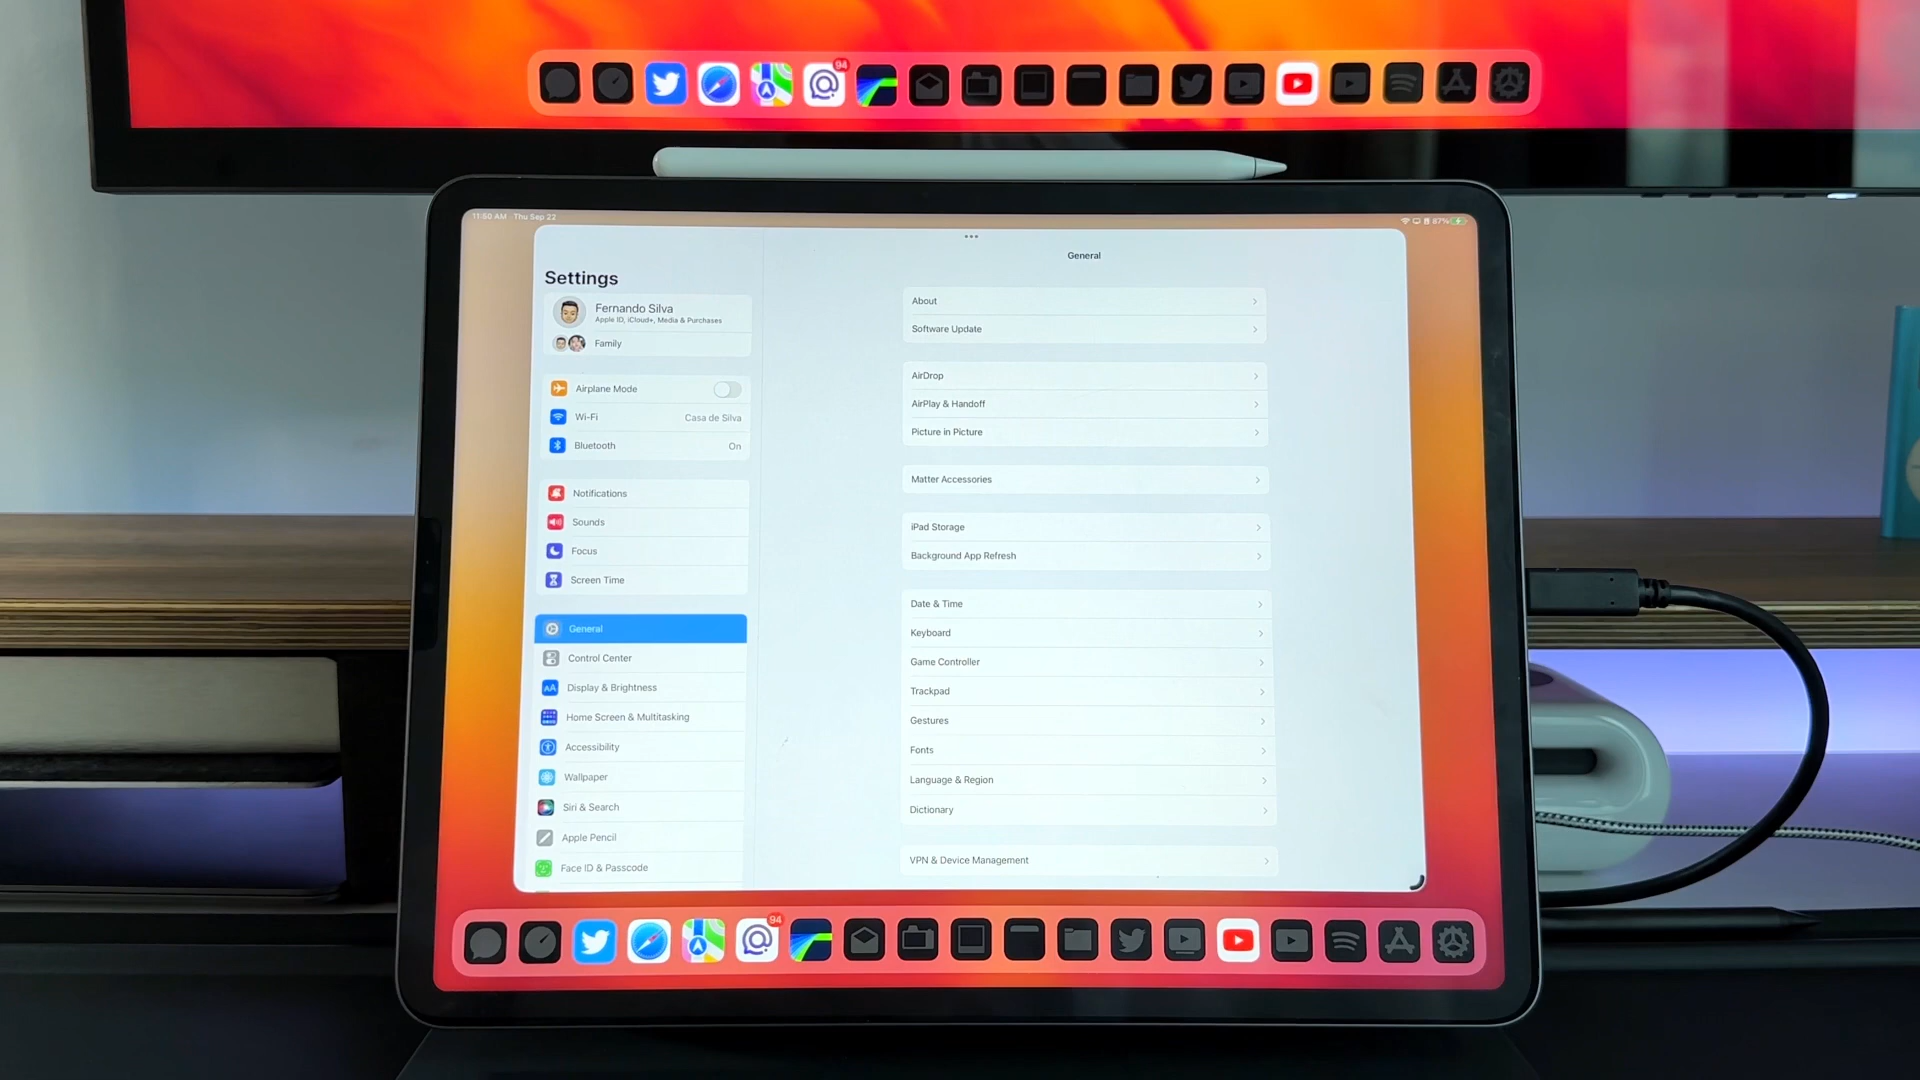 94
11:50 AM Thu Sep 22
87%
Settings
Fernando Silva
Apple ID, iCloud+, Media & Purchases
Family
Airplane Mode
Wi-Fi Casa de Silva
Bluetooth On
Notifications
Sounds
Focus
Screen Time
General
Control Center
Display & Brightness
Home Screen & Multitasking
Accessibility
Wallpaper
Siri & Search
Apple Pencil
Face ID & Passcode
General
About
Software Update
AirDrop
AirPlay & Handoff
Picture in Picture
Matter Accessories
iPad Storage
Background App Refresh
Date & Time
Keyboard
Game Controller
Trackpad
Gestures
Fonts
Language & Region
Dictionary
VPN & Device Management
94